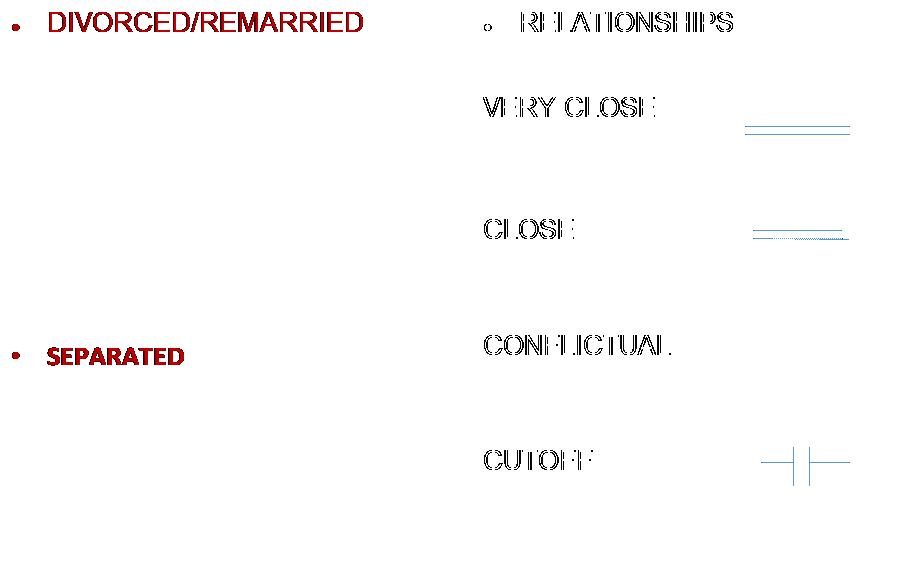 • DIVORCED/REMARRIED
• SEPARATED
○ RELATIONSHIPS
VERY CLOSE
CLOSE
CONFLICTUAL
CUTOFF